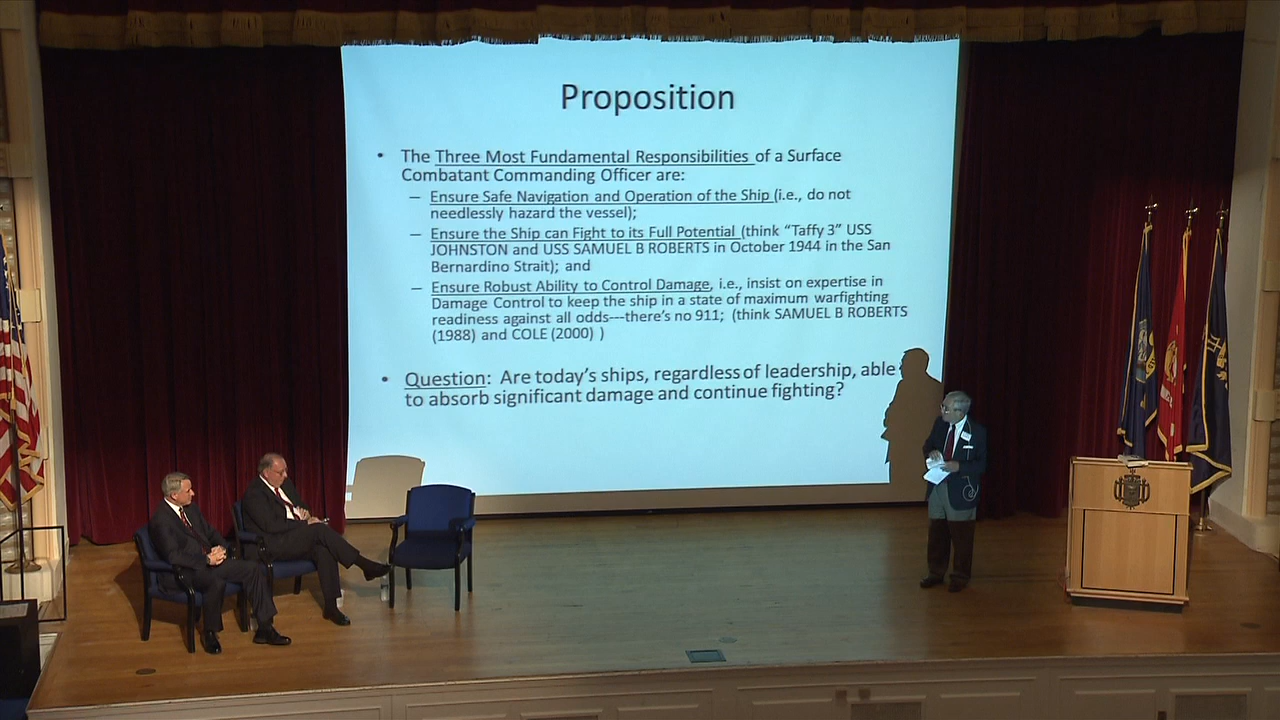 Proposition
• The Three Most Fundamental Responsibilities of a Surface
Combatant Commanding Officer are:
– Ensure Safe Navigation and Operation of the Ship (i.e., do not
needlessly hazard the vessel);
– Ensure the Ship can Fight to its Full Potential (think “Taffy 3” USS
JOHNSTON and USS SAMUEL B ROBERTS in October 1944 in the San
Bernardino Strait); and
– Ensure Robust Ability to Control Damage, i.e., insist on expertise in
Damage Control to keep the ship in a state of maximum warfighting
readiness against all odds---there’s no 911; (think SAMUEL B ROBERTS
(1988) and COLE (2000) )
• Question: Are today’s ships, regardless of leadership, able
to absorb significant damage and continue fighting?